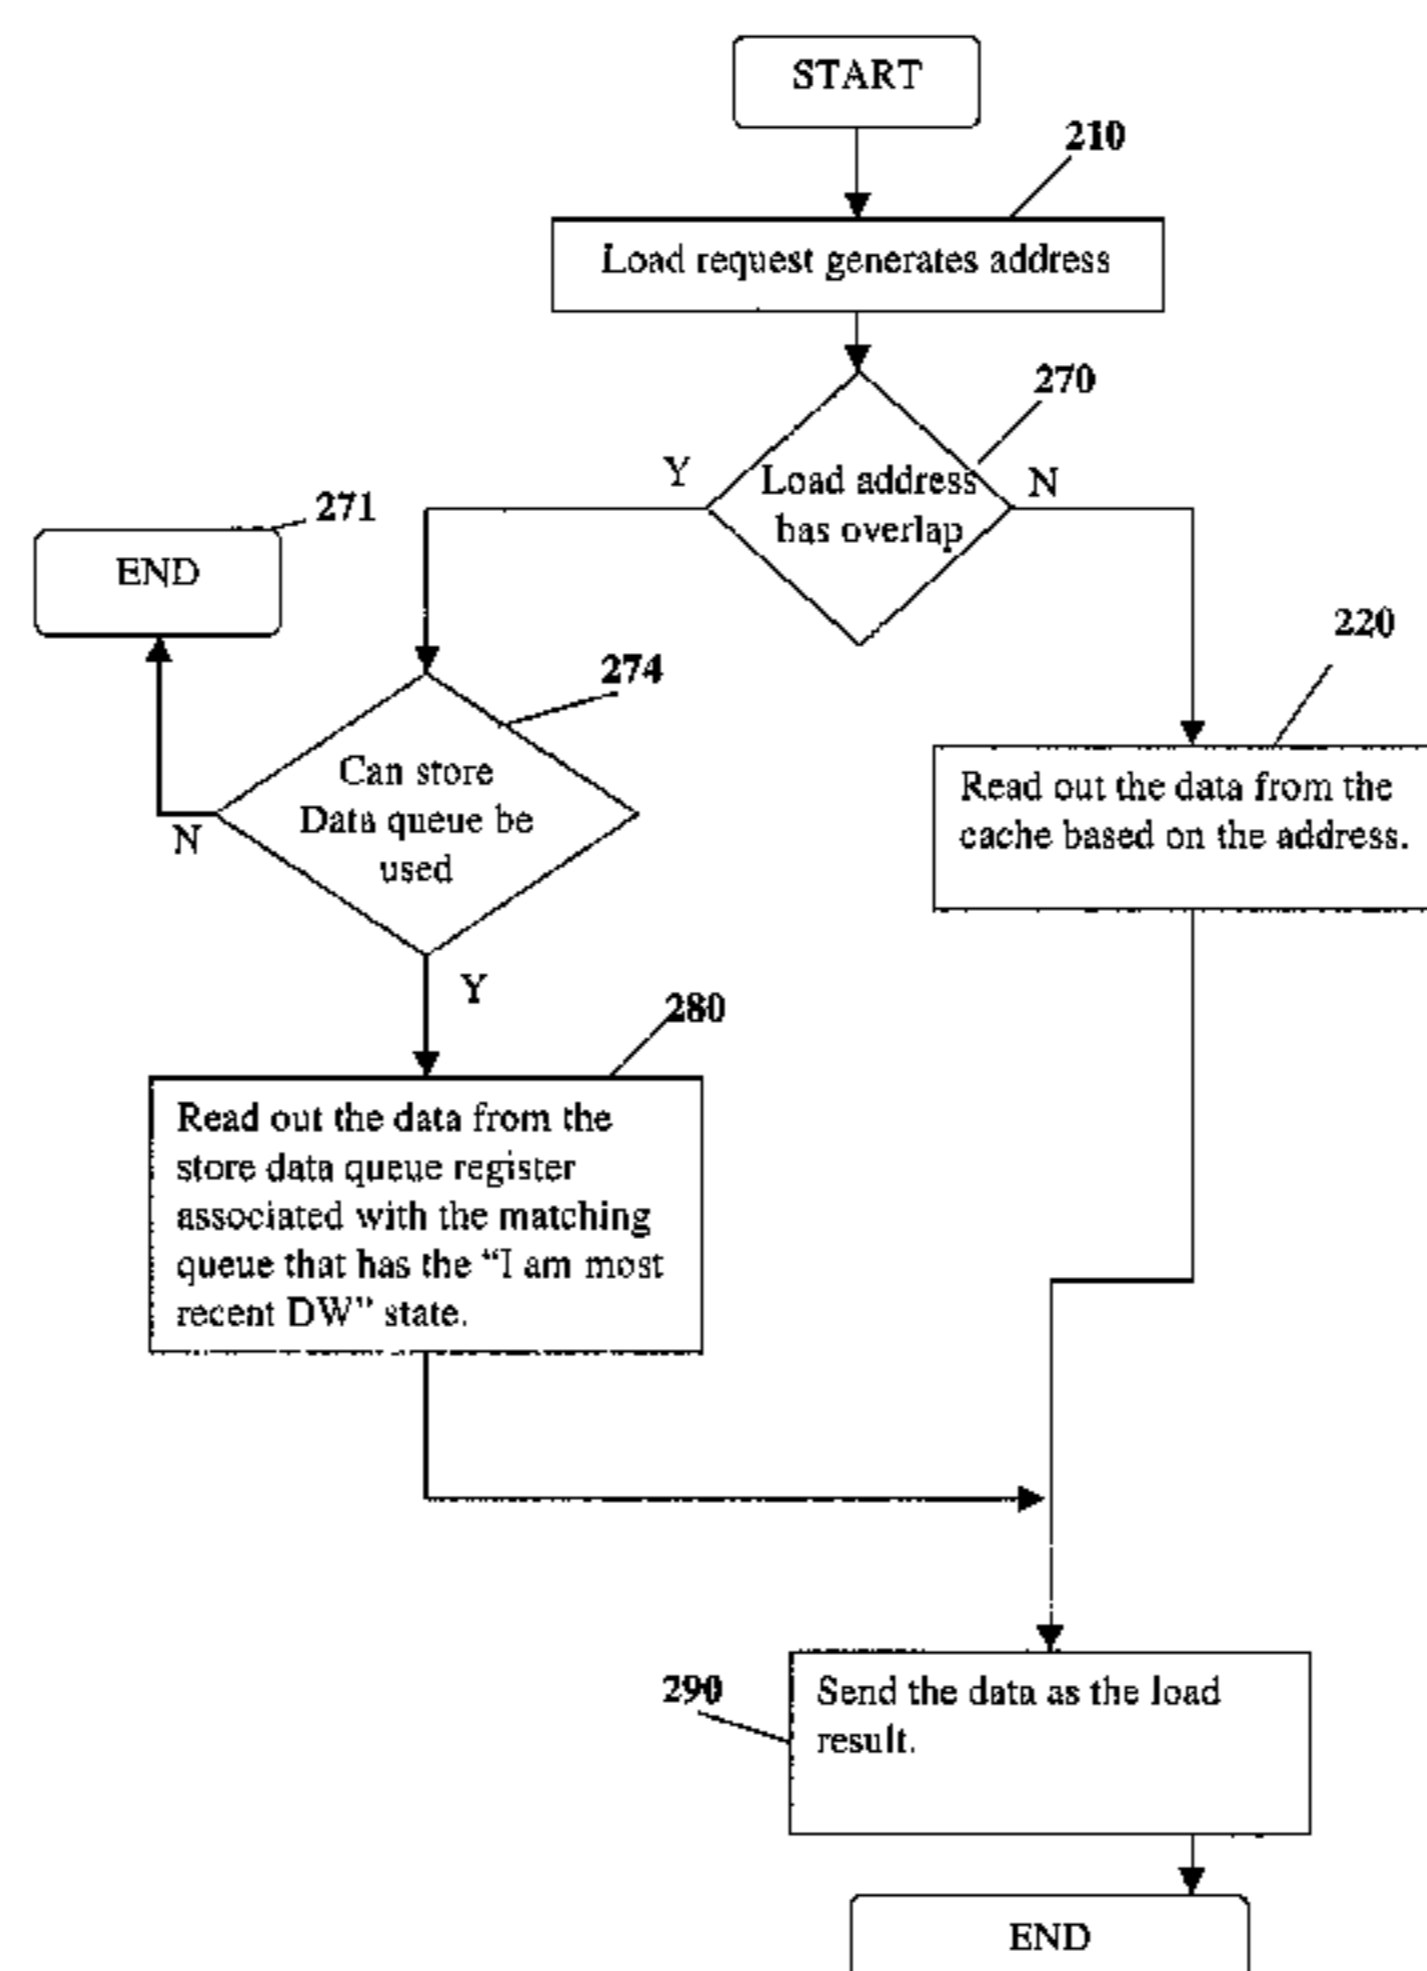 START
210
Load request generates address
270
Y
Load address
has overlap
N
271
END
220
274
Can store
Data queue be
used
N
Read out the data from the
cache based on the address.
Y
280
Read out the data from the
store data queue register
associated with the matching
queue that has the “I am most
recent DW” state.
290
Send the data as the load
result.
END